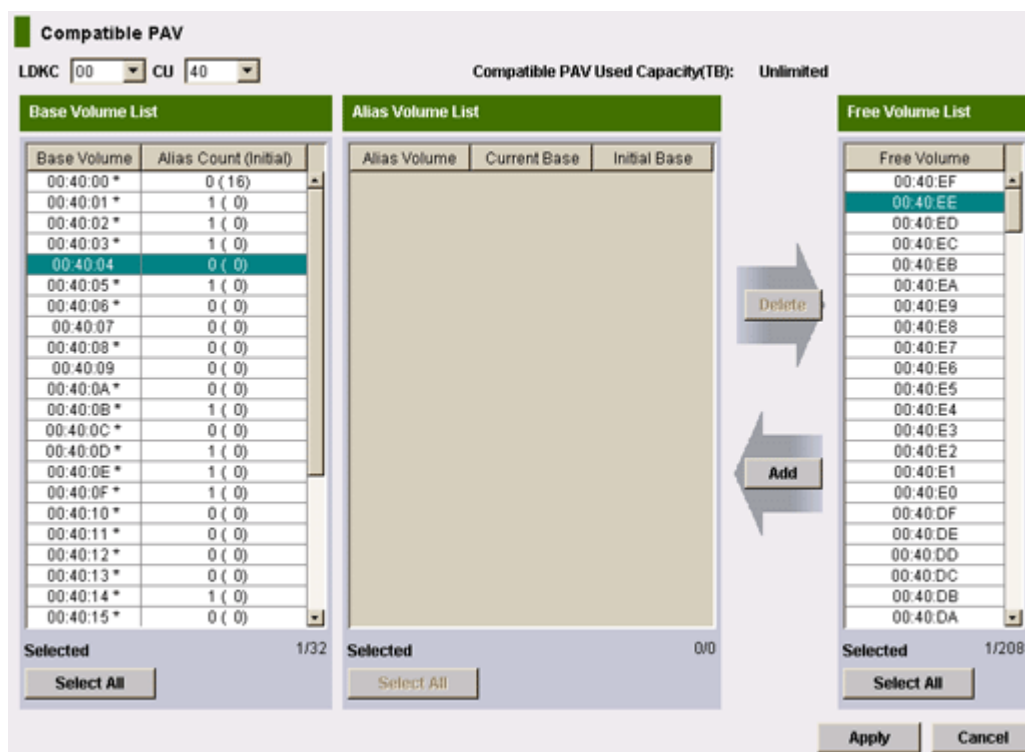 Compatible PAV
LDKC 00 CU 40 Compatible PAV Used Capacity(TB): Unlimited
Base Volume List
Base Volume Alias Count (Initial)
00:40:00 * 0 ( 16)
00:40:01 * 1 ( 0)
00:40:02 * 1 ( 0)
00:40:03 * 1 ( 0)
00:40:04 0 ( 0)
00:40:05 * 1 ( 0)
00:40:06 * 0 ( 0)
00:40:07 0 ( 0)
00:40:08 * 0 ( 0)
00:40:09 0 ( 0)
00:40:0A * 0 ( 0)
00:40:0B * 1 ( 0)
00:40:0C * 0 ( 0)
00:40:0D * 1 ( 0)
00:40:0E * 1 ( 0)
00:40:0F * 1 ( 0)
00:40:10 * 0 ( 0)
00:40:11 * 0 ( 0)
00:40:12 * 0 ( 0)
00:40:13 * 0 ( 0)
00:40:14 * 1 ( 0)
00:40:15 * 0 ( 0)
Selected 1/32
Select All
Alias Volume List
Alias Volume Current Base Initial Base
Selected 0/0
Select All
Delete
Add
Free Volume List
Free Volume
00:40:EF
00:40:EE
00:40:ED
00:40:EC
00:40:EB
00:40:EA
00:40:E9
00:40:E8
00:40:E7
00:40:E6
00:40:E5
00:40:E4
00:40:E3
00:40:E2
00:40:E1
00:40:E0
00:40:DF
00:40:DE
00:40:DD
00:40:DC
00:40:DB
00:40:DA
Selected 1/208
Select All
Apply Cancel